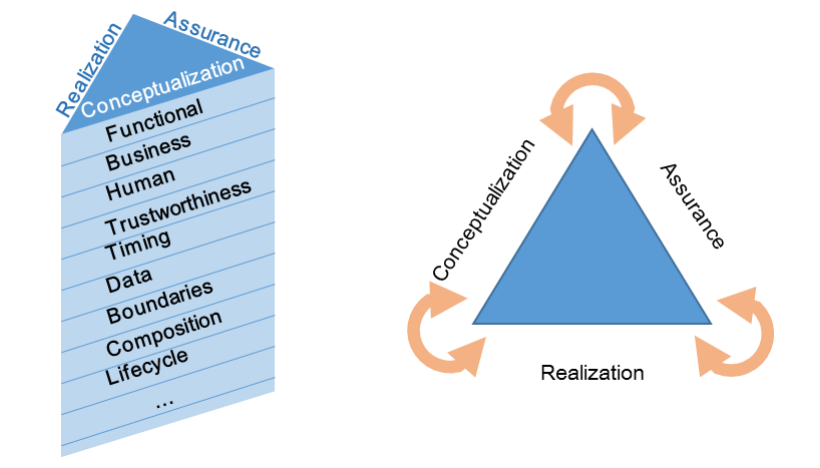 Realization
Assurance
Conceptualization
Functional
Business
Human
Trustworthiness
Timing
Data
Boundaries
Composition
Lifecycle
...
Conceptualization
Assurance
Realization